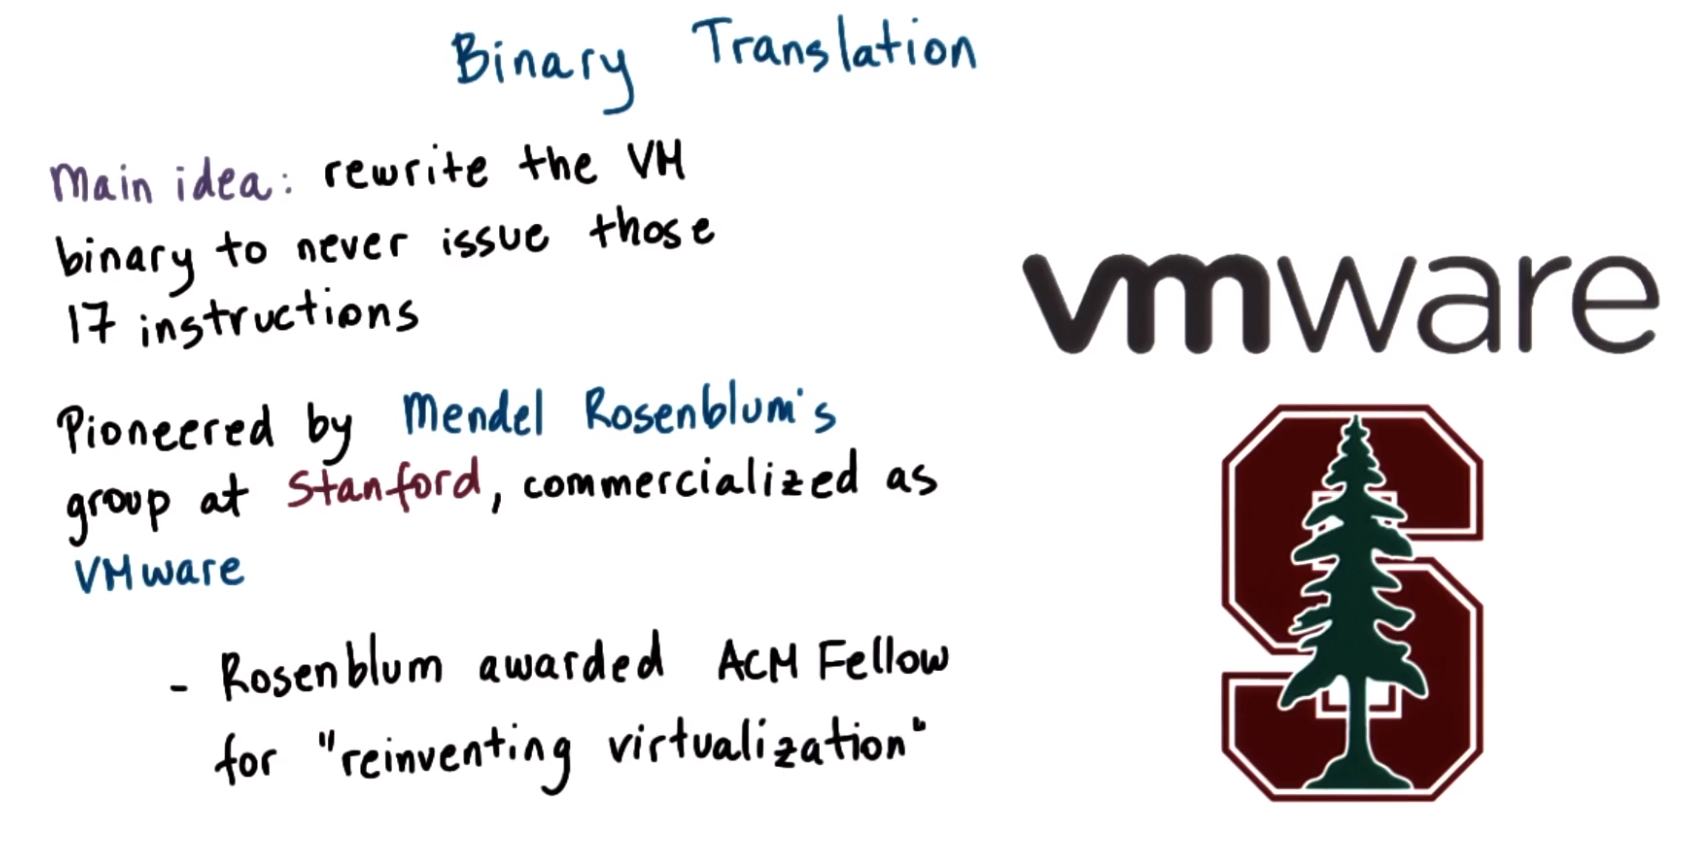 Binary Translation
Main idea: rewrite the VM
binary to never issue those
17 instructions
vmware
Pioneered by Mendel Rosenblum's
group at Stanford, commercialized as
VMware
- Rosenblum awarded ACM Fellow
for "reinventing virtualization"